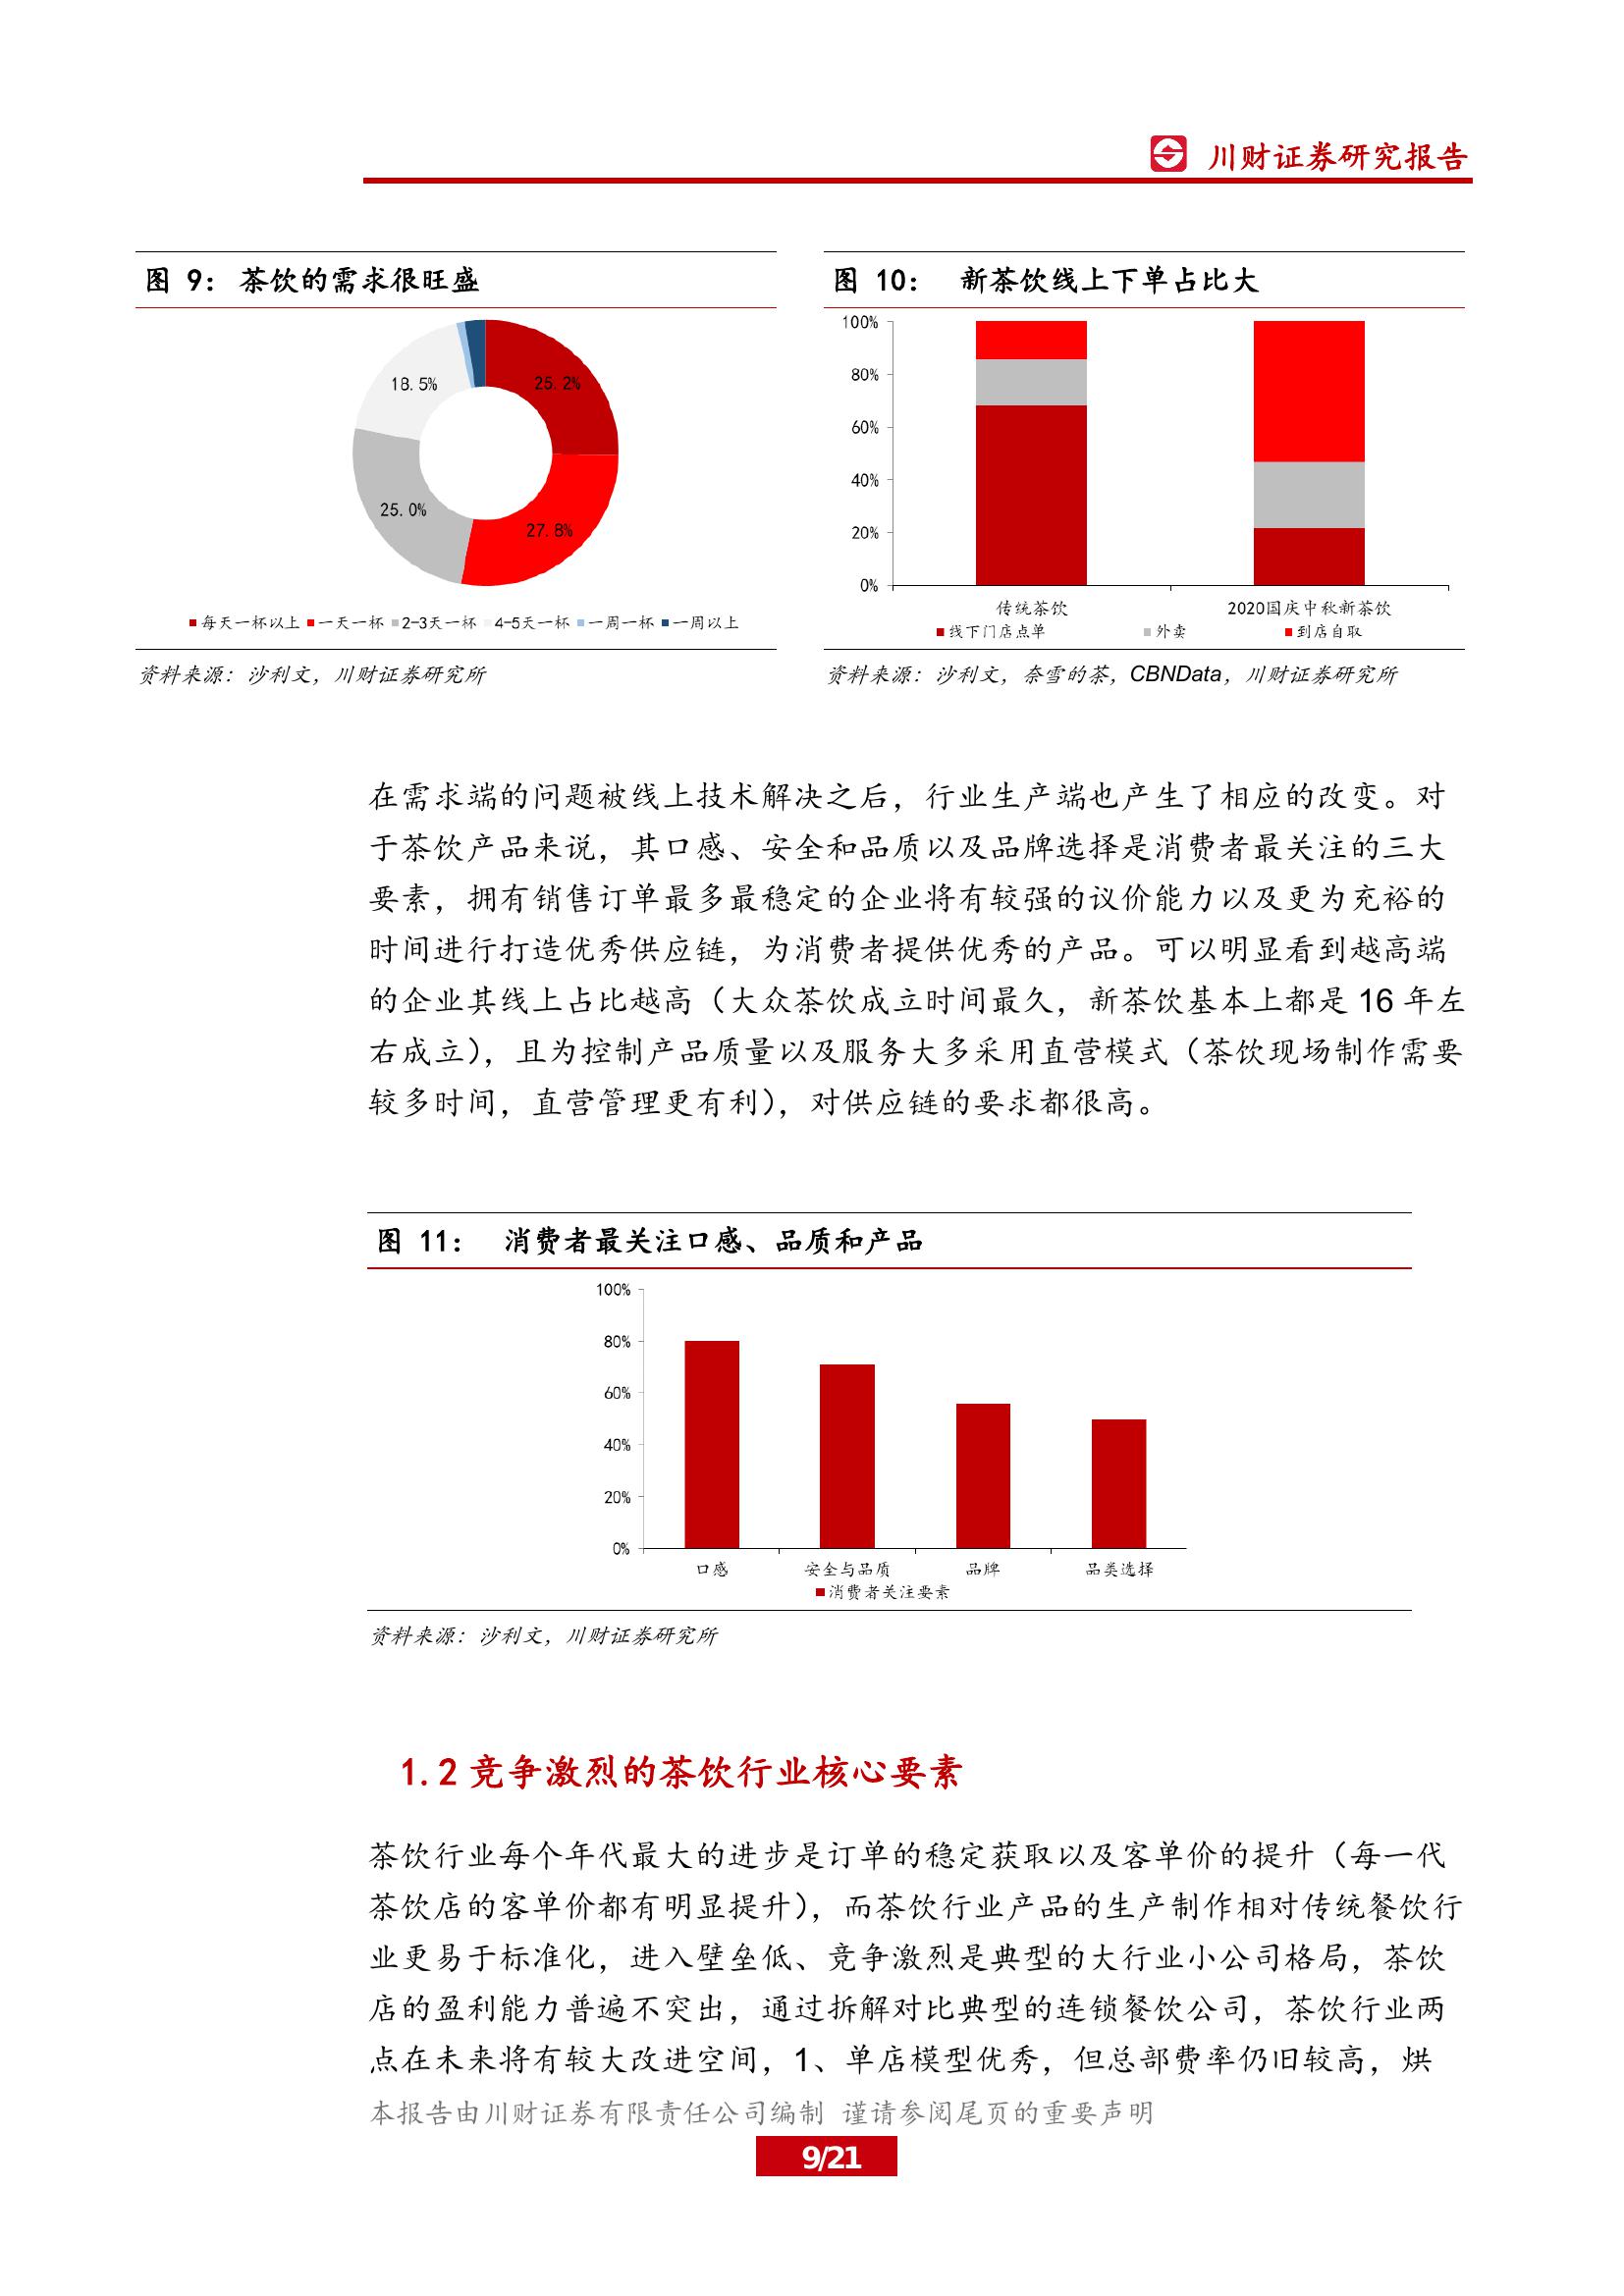 川财证券研究报告
图 9: 茶饮的需求很旺盛
25.2%
18.5%
25.0%
27.8%
每天一杯以上 一天一杯 2-3天一杯 4-5天一杯 一周一杯 一周以上
资料来源：沙利文，川财证券研究所
图 10: 新茶饮线上下单占比大
100%
80%
60%
40%
20%
0%
传统茶饮 2020国庆中秋新茶饮
线下门店点单 外卖 到店自取
资料来源：沙利文，奈雪的茶，CBNData，川财证券研究所
在需求端的问题被线上技术解决之后，行业生产端也产生了相应的改变。对
于茶饮产品来说，其口感、安全和品质以及品牌选择是消费者最关注的三大
要素，拥有销售订单最多最稳定的企业将有较强的议价能力以及更为充裕的
时间进行打造优秀供应链，为消费者提供优秀的产品。可以明显看到越高端
的企业其线上占比越高（大众茶饮成立时间最久，新茶饮基本上都是 16 年左
右成立），且为控制产品质量以及服务大多采用直营模式（茶饮现场制作需要
较多时间，直营管理更有利），对供应链的要求都很高。
图 11: 消费者最关注口感、品质和产品
100%
80%
60%
40%
20%
0%
口感 安全与品质 品牌 品类选择
消费者关注要素
资料来源：沙利文，川财证券研究所
1.2 竞争激烈的茶饮行业核心要素
茶饮行业每个年代最大的进步是订单的稳定获取以及客单价的提升（每一代
茶饮店的客单价都有明显提升），而茶饮行业产品的生产制作相对传统餐饮行
业更易于标准化，进入壁垒低、竞争激烈是典型的大行业小公司格局，茶饮
店的盈利能力普遍不突出，通过拆解对比典型的连锁餐饮公司，茶饮行业两
点在未来将有较大改进空间，1、单店模型优秀，但总部费率仍旧较高，烘
本报告由川财证券有限责任公司编制 谨请参阅尾页的重要声明
9/21